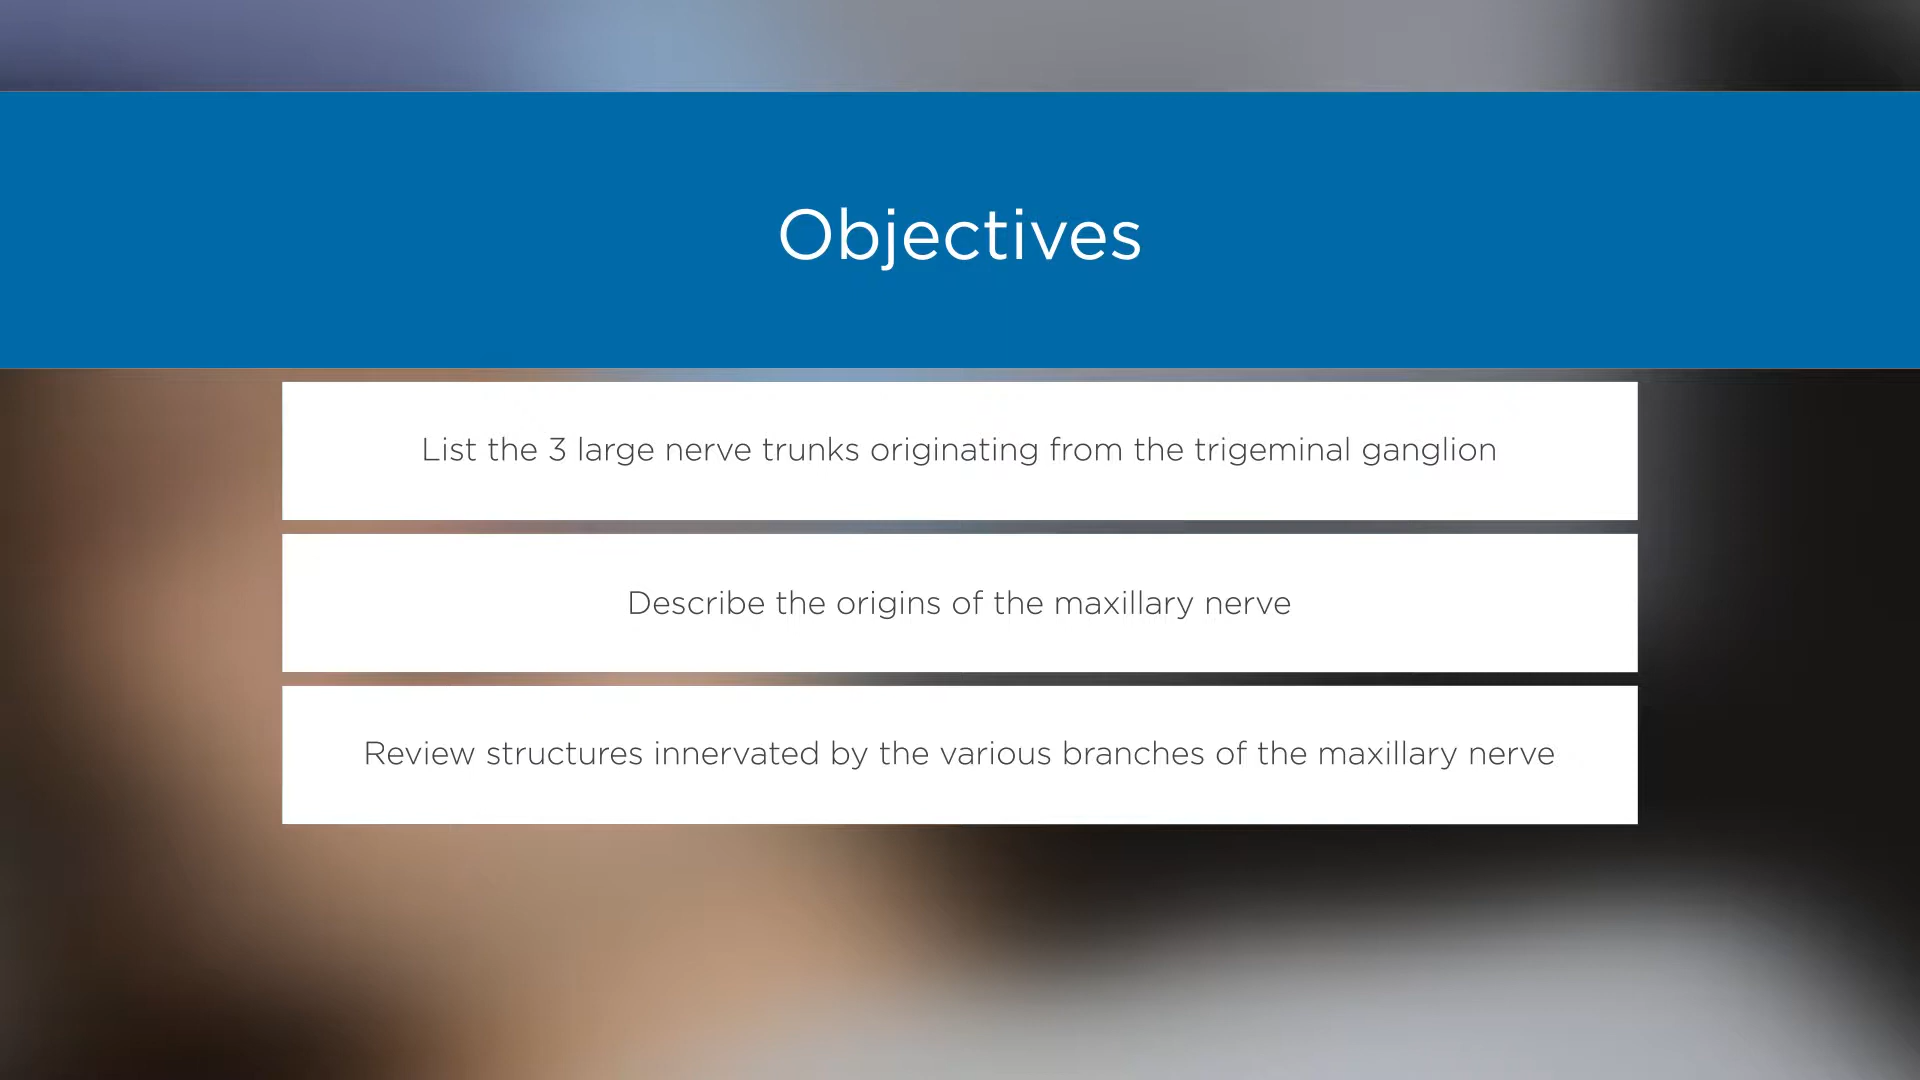 Objectives
List the 3 large nerve trunks originating from the trigeminal ganglion
Describe the origins of the maxillary nerve
Review structures innervated by the various branches of the maxillary nerve